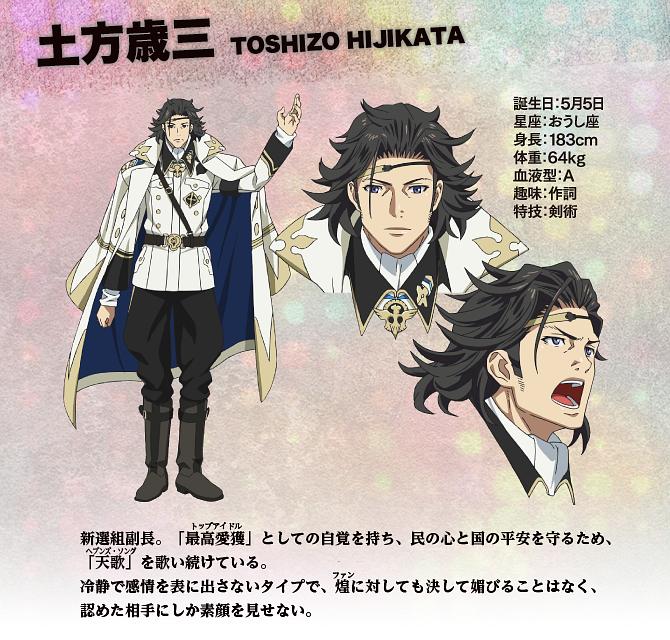 土方歳三 TOSHIZO HIJIKATA
誕生日:5月5日
星座:おうし座
身長:183cm
体重:64kg
血液型:A
趣味:作詞
特技:剣術
トップアイドル
新選組副長。「最高愛獲」としての自覚を持ち、民の心と国の平安を守るため、
ヘブンズ・ソング
「天歌」を歌い続けている。
ファン
冷静で感情を表に出さないタイプで、煌に対しても決して媚びることはなく、
認めた相手にしか素顔を見せない。